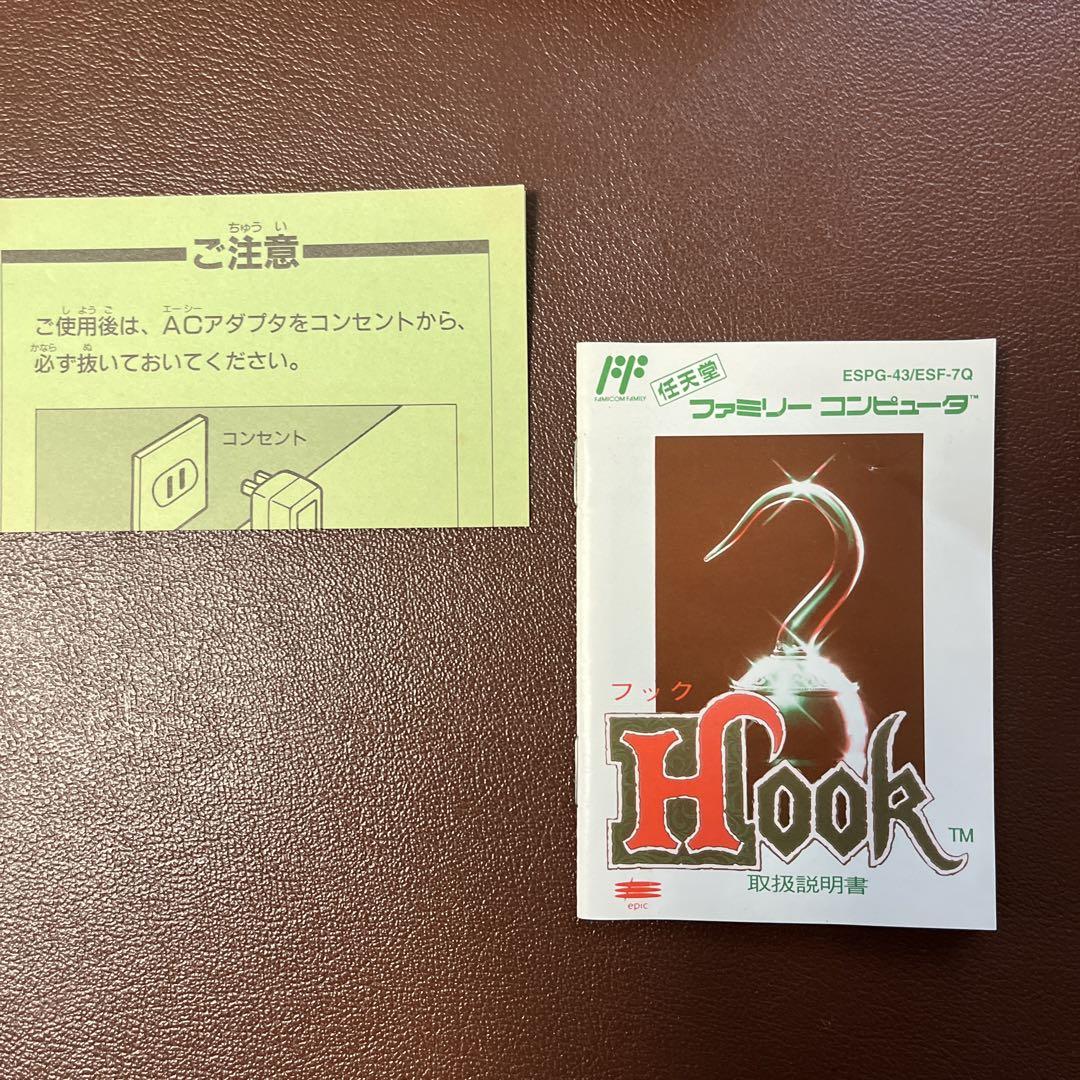 ちゅう い
ご注意
し よう ご エーシー
ご使用後は、ACアダプタをコンセントから、
かなら ぬ
必ず抜いておいてください。
コンセント
FAMICOM FAMILY
任天堂
ESPG-43/ESF-7Q
ファミリー コンピュータ™
フック
Hook TM
取扱説明書
epic